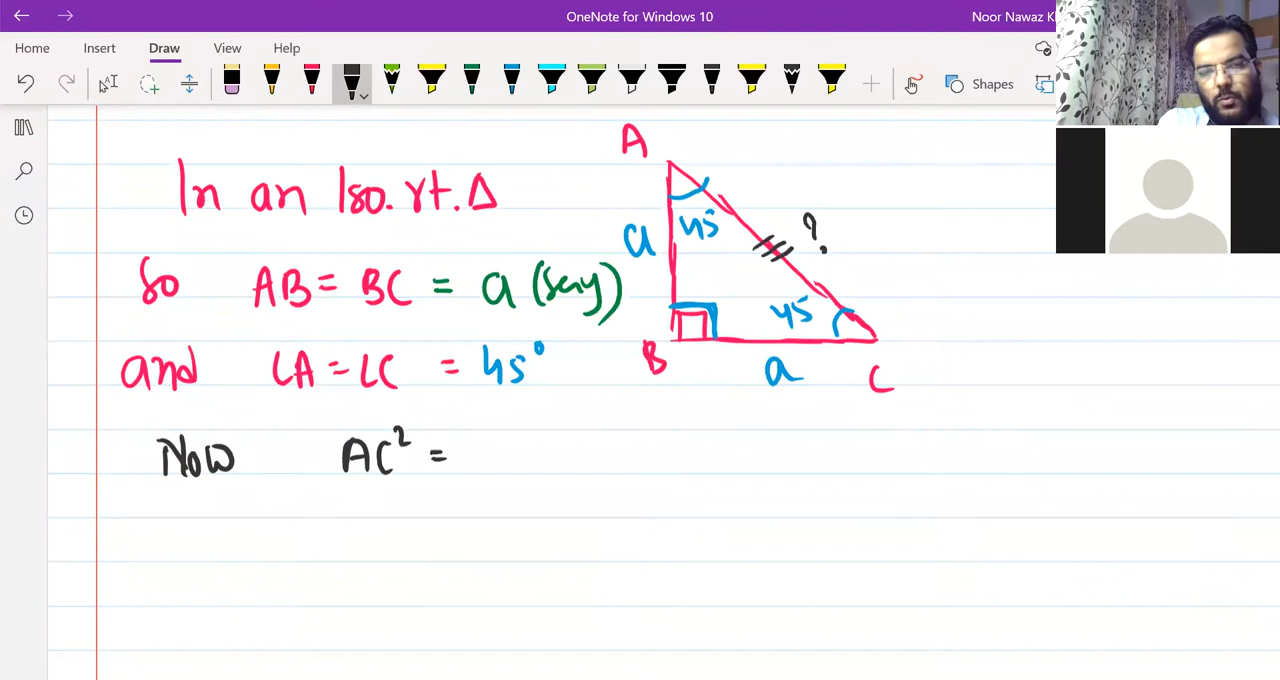 OneNote for Windows 10
Noor Nawaz K
Home Insert Draw View Help
Shapes
In an Iso. rt. Δ
So AB = BC = a (say)
and ∠A = ∠C = 45°
Now AC² =
A
45
a
?
45
B
a
C